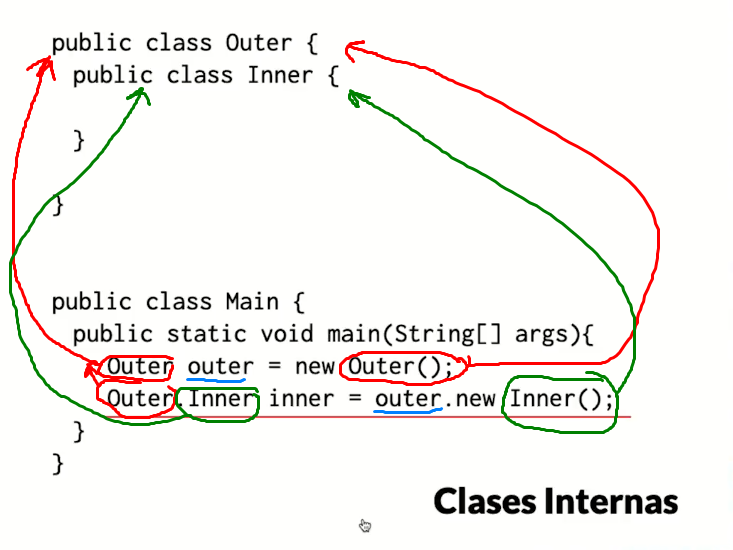 public class Outer {
public class Inner {
}
}
public class Main {
public static void main(String[] args){
Outer outer = new Outer();
Outer.Inner inner = outer.new Inner();
}
}
Clases Internas